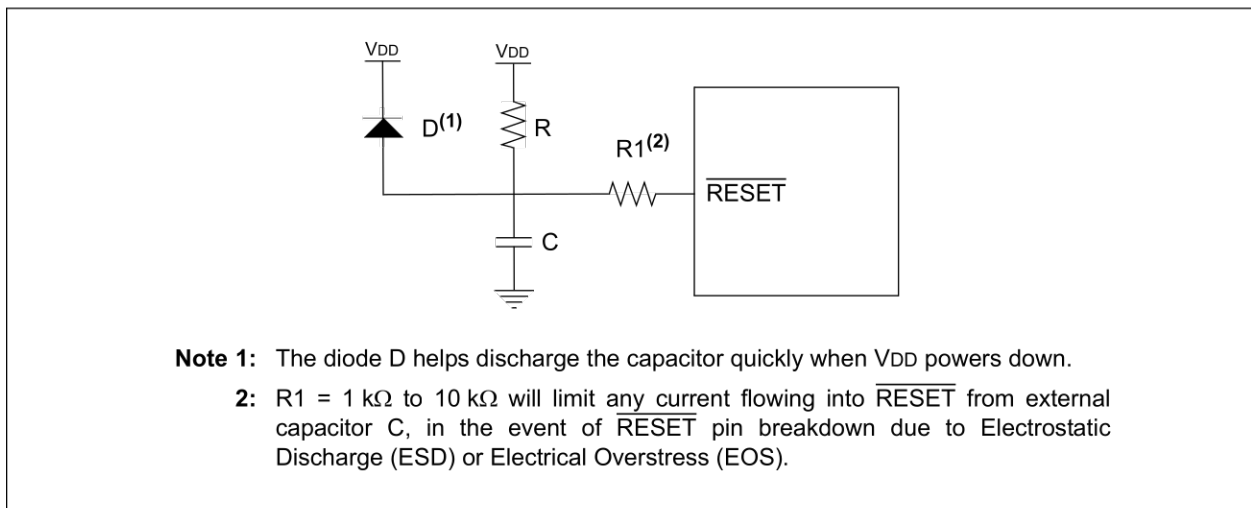 VDD
VDD
D(1)
R
R1(2)
RESET
C
Note 1: The diode D helps discharge the capacitor quickly when VDD powers down.
2: R1 = 1 kΩ to 10 kΩ will limit any current flowing into RESET from external
capacitor C, in the event of RESET pin breakdown due to Electrostatic
Discharge (ESD) or Electrical Overstress (EOS).